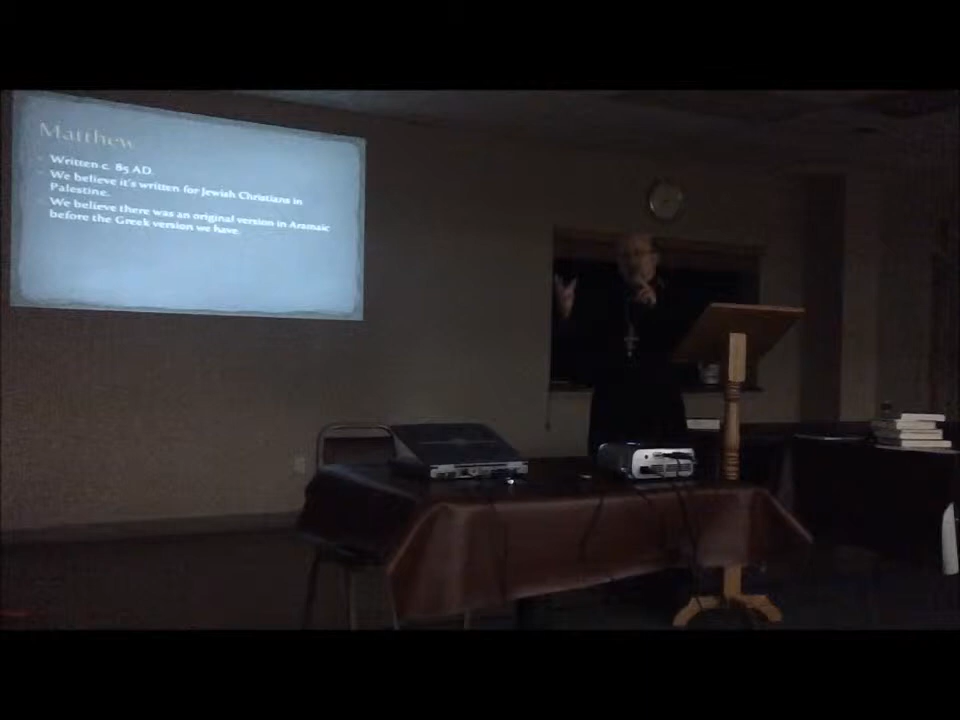 Matthew
Written c. 85 AD.
We believe it's written for Jewish Christians in
Palestine.
We believe there was an original version in Aramaic
before the Greek version we have.